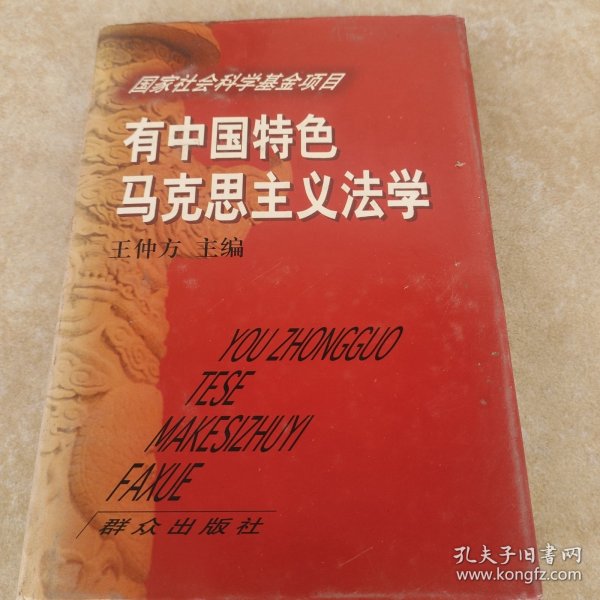 国家社会科学基金项目
有中国特色
马克思主义法学
王仲方 主编
YOU ZHONGGUO
TESE
MAKESIZHUYI
FAXUE
群众出版社
孔夫子旧书网
www.kongfz.com